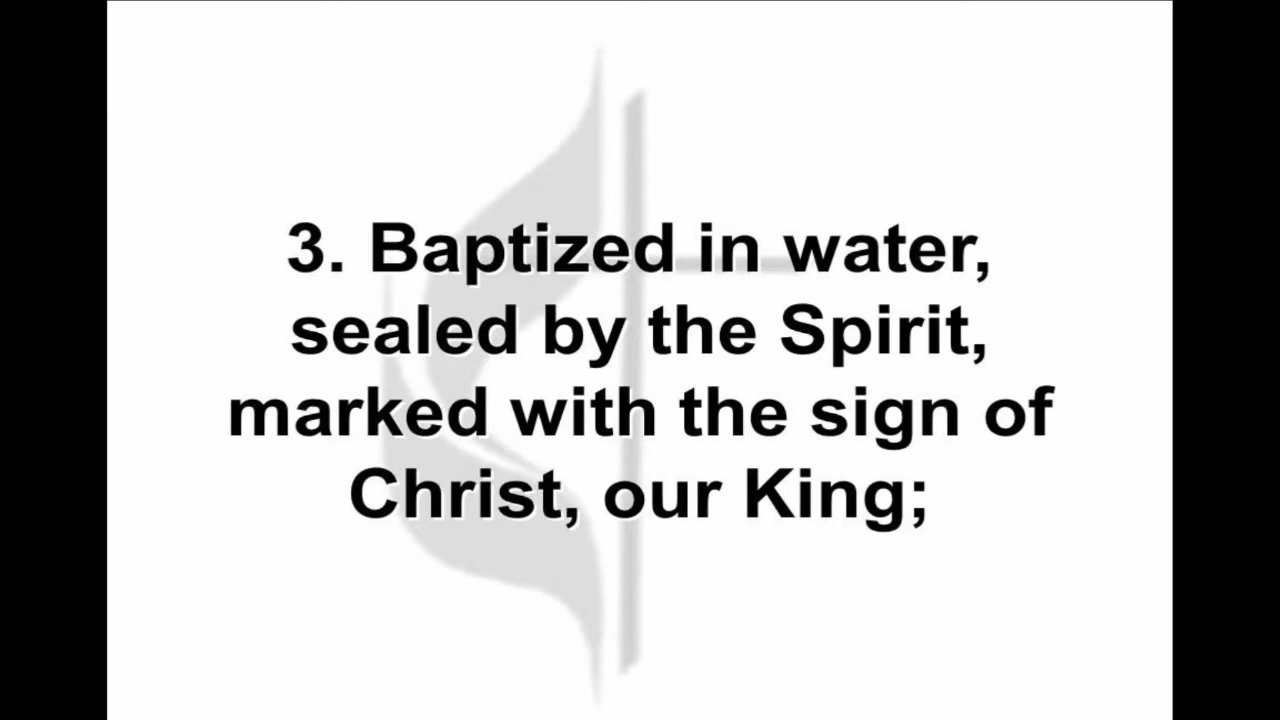 3. Baptized in water,
sealed by the Spirit,
marked with the sign of
Christ, our King;